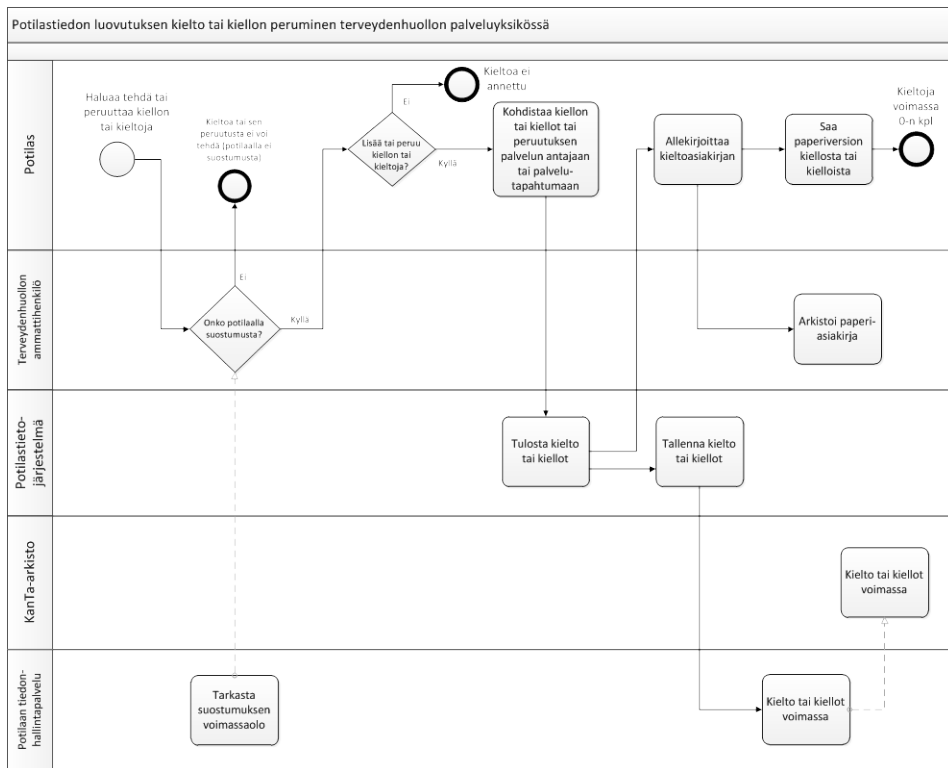 Potilastiedon luovutuksen kielto tai kiellon peruminen terveydenhuollon palveluyksikössä
Potilas
Haluaa tehdä tai
peruuttaa kiellon
tai kieltoja
Kieltoa tai sen
peruutusta ei voi
tehdä (potilaalla ei
suostumusta)
Lisää tai peruu
kiellon tai
kieltoja?
Ei
Kyllä
Kieltoa ei
annettu
Kohdistaa kiellon
tai kiellot tai
peruutuksen
palvelun antajaan
tai palvelu-
tapahtumaan
Allekirjoittaa
kieltoasiakirjan
Saa
paperiversion
kiellosta tai
kielloista
Kieltoja
voimassa
0-n kpl
Terveydenhuollon
ammattihenkilö
Ei
Onko potilaalla
suostumusta?
Kyllä
Arkistoi paperi-
asiakirja
Potilastieto-
järjestelmä
Tulosta kielto
tai kiellot
Tallenna kielto
tai kiellot
KanTa-arkisto
Kielto tai kiellot
voimassa
Potilaan tiedon-
hallintapalvelu
Tarkasta
suostumuksen
voimassaolo
Kielto tai kiellot
voimassa